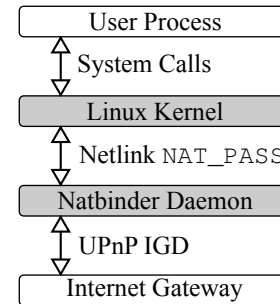 User Process
System Calls
Linux Kernel
Netlink NAT_PASS
Natbinder Daemon
UPnP IGD
Internet Gateway